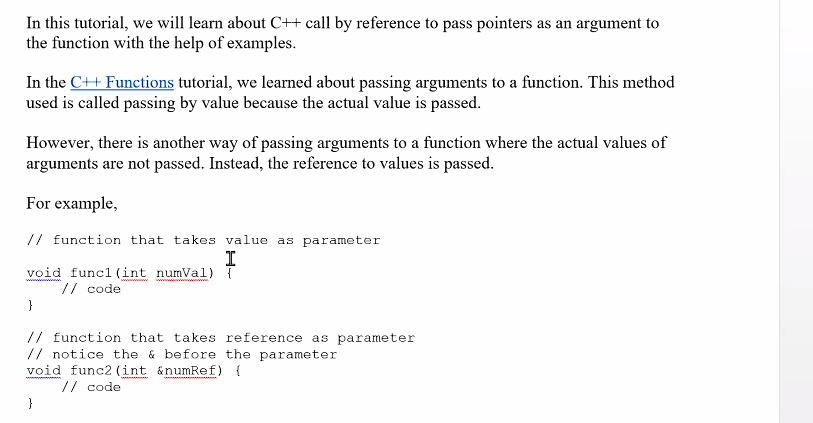 In this tutorial, we will learn about C++ call by reference to pass pointers as an argument to
the function with the help of examples.
In the C++ Functions tutorial, we learned about passing arguments to a function. This method
used is called passing by value because the actual value is passed.
However, there is another way of passing arguments to a function where the actual values of
arguments are not passed. Instead, the reference to values is passed.
For example,
// function that takes value as parameter
void func1(int numVal) {
    // code
}
// function that takes reference as parameter
// notice the & before the parameter
void func2(int &numRef) {
    // code
}